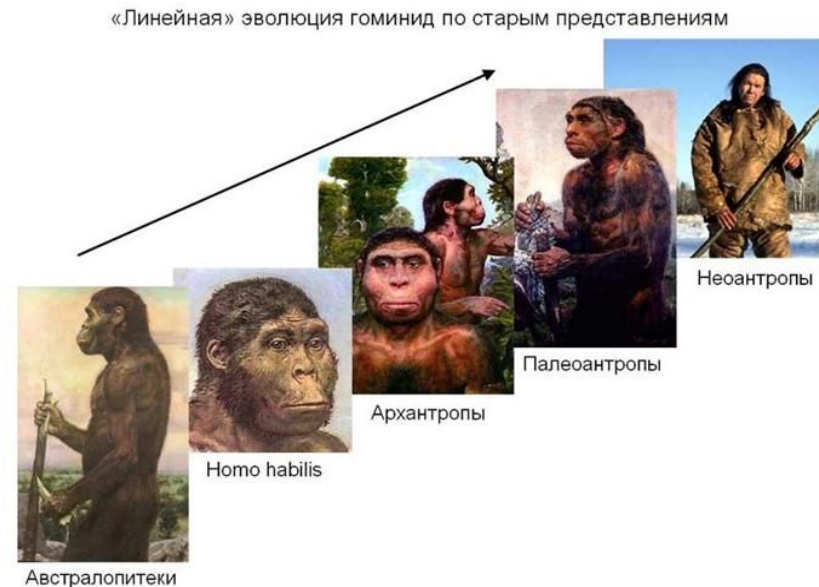 «Линейная» эволюция гоминид по старым представлениям
Неоантропы
Палеоантропы
Архантропы
Homo habilis
Австралопитеки